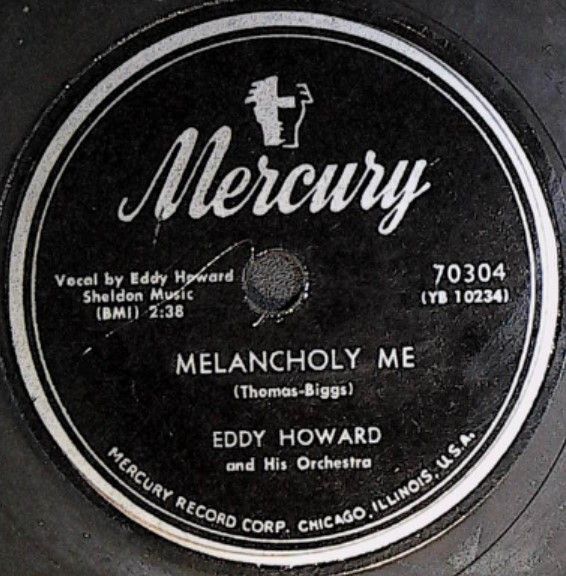 Mercury
Vocal by Eddy Howard
Sheldon Music
(BMI) 2:38
70304
(YB 10234)
MELANCHOLY ME
(Thomas-Biggs)
EDDY HOWARD
and His Orchestra
MERCURY RECORD CORP. CHICAGO, ILLINOIS, U.S.A.